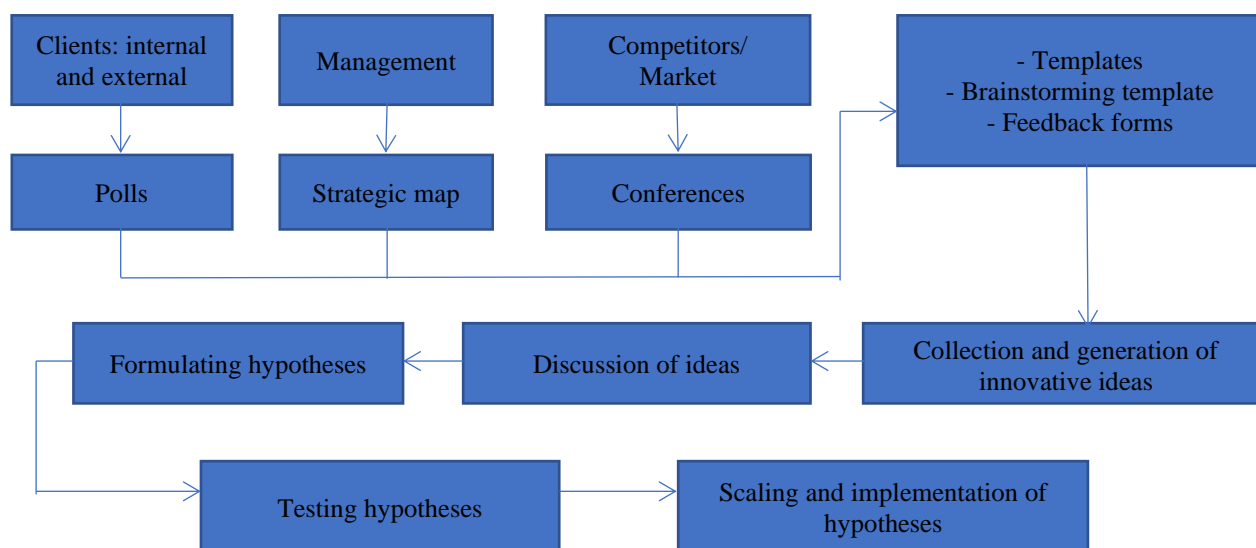 Clients: internal
and external
Management
Competitors/
Market
- Templates
- Brainstorming template
- Feedback forms
Polls
Strategic map
Conferences
Formulating hypotheses
Discussion of ideas
Collection and generation of
innovative ideas
Testing hypotheses
Scaling and implementation of
hypotheses